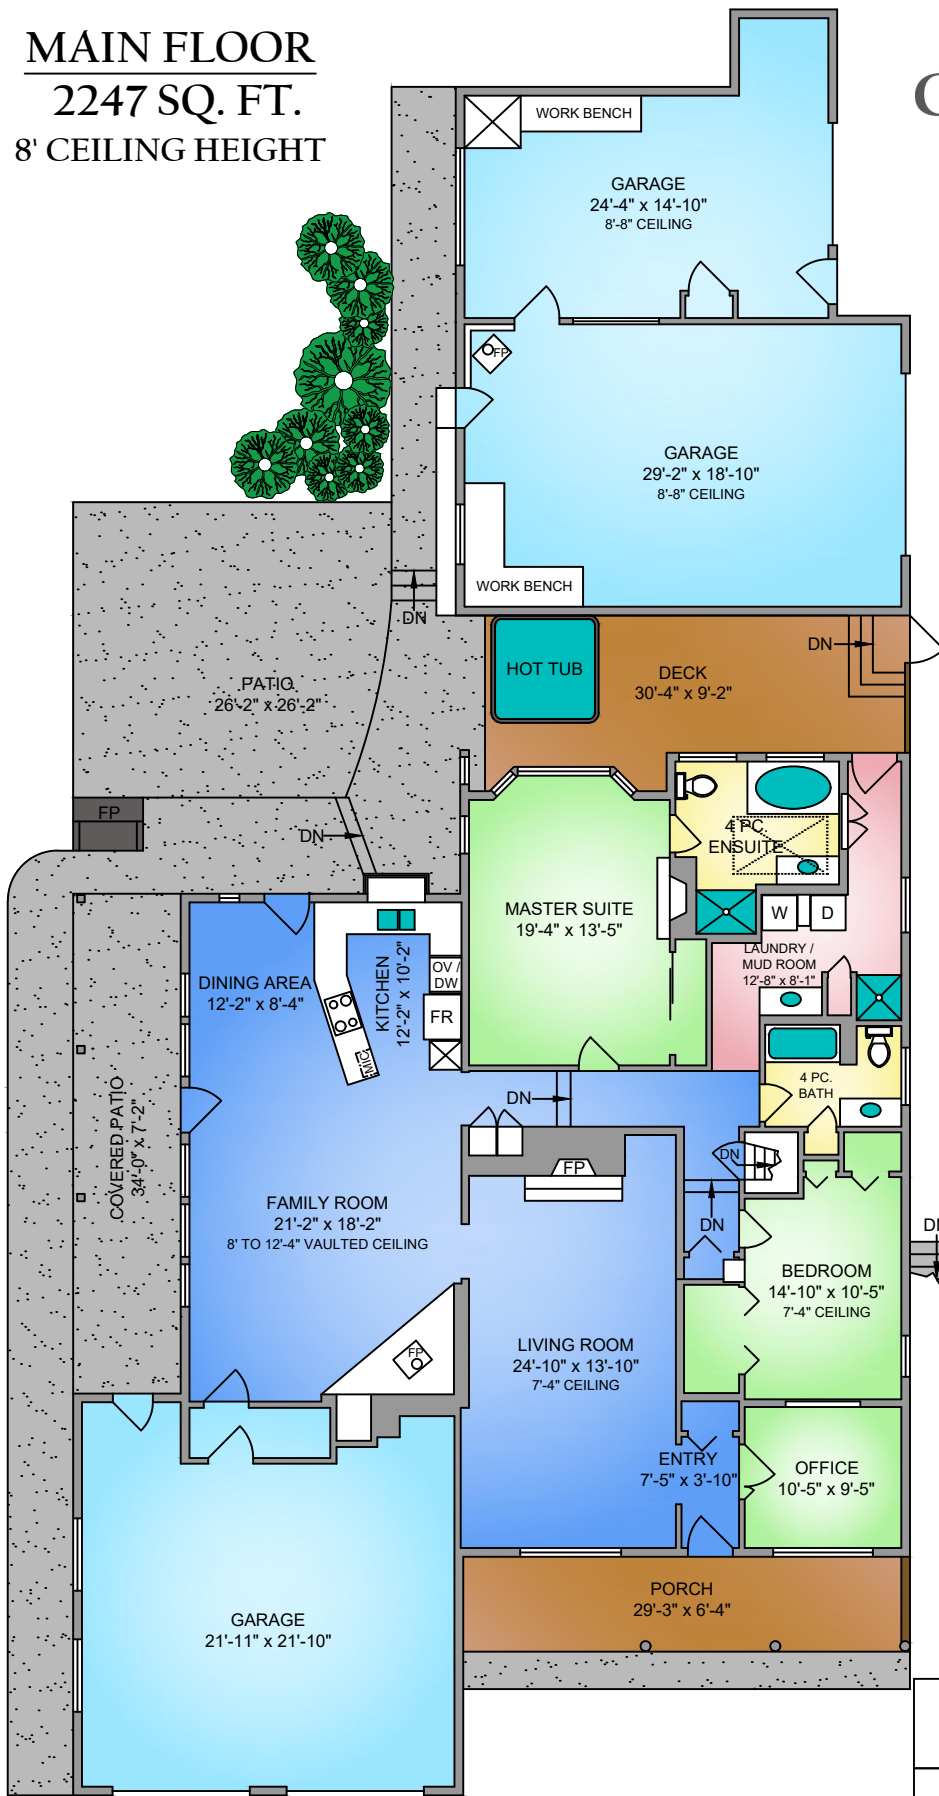 MAIN FLOOR
2247 SQ. FT.
8' CEILING HEIGHT
C
WORK BENCH
GARAGE
24'-4" x 14'-10"
8'-8" CEILING
FP
GARAGE
29'-2" x 18'-10"
8'-8" CEILING
WORK BENCH
DN
HOT TUB
DECK
30'-4" x 9'-2"
DN
PATIO
26'-2" x 26'-2"
FP
DN
4 PC.
ENSUITE
MASTER SUITE
19'-4" x 13'-5"
W
D
LAUNDRY /
MUD ROOM
12'-8" x 8'-1"
DINING AREA
12'-2" x 8'-4"
KITCHEN
12'-2" x 10'-2"
OV /
DW
FR
MIC
4 PC.
BATH
DN
COVERED PATIO
34'-0" x 7'-2"
FP
DN
FAMILY ROOM
21'-2" x 18'-2"
8' TO 12'-4" VAULTED CEILING
DN
DN
BEDROOM
14'-10" x 10'-5"
7'-4" CEILING
LIVING ROOM
24'-10" x 13'-10"
7'-4" CEILING
FP
ENTRY
7'-5" x 3'-10"
OFFICE
10'-5" x 9'-5"
PORCH
29'-3" x 6'-4"
GARAGE
21'-11" x 21'-10"